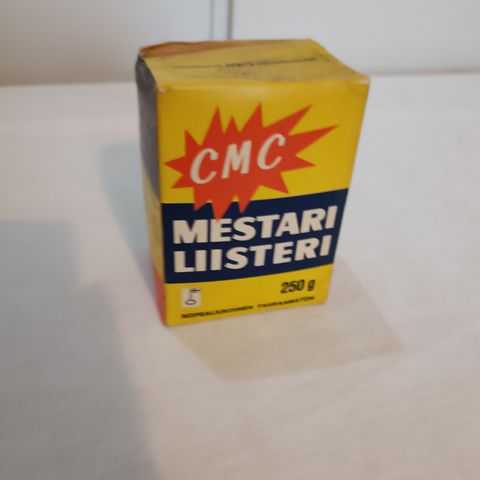 CMC
MESTARI
LIISTERI
250 g
NOPEALIUKOINEN TAHRAAMATON